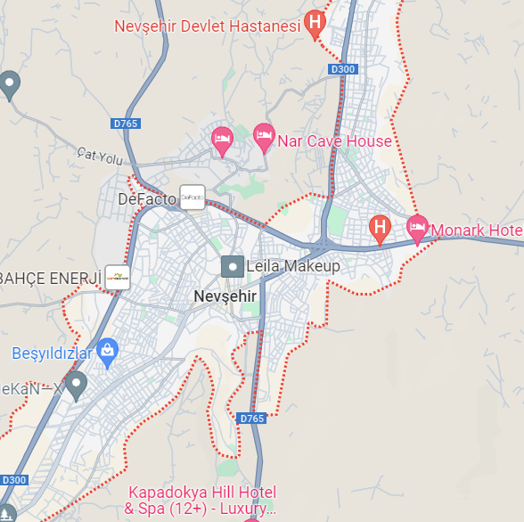 Nevşehir Devlet Hastanesi
D300
D765
Çat Yolu
Nar Cave House
DeFacto
DeFacto
Monark Hote
BAHÇE ENERJİ
Leila Makeup
Nevşehir
Beşyıldızlar
eKaN—X
D765
D300
Kapadokya Hill Hotel
& Spa (12+) - Luxury...